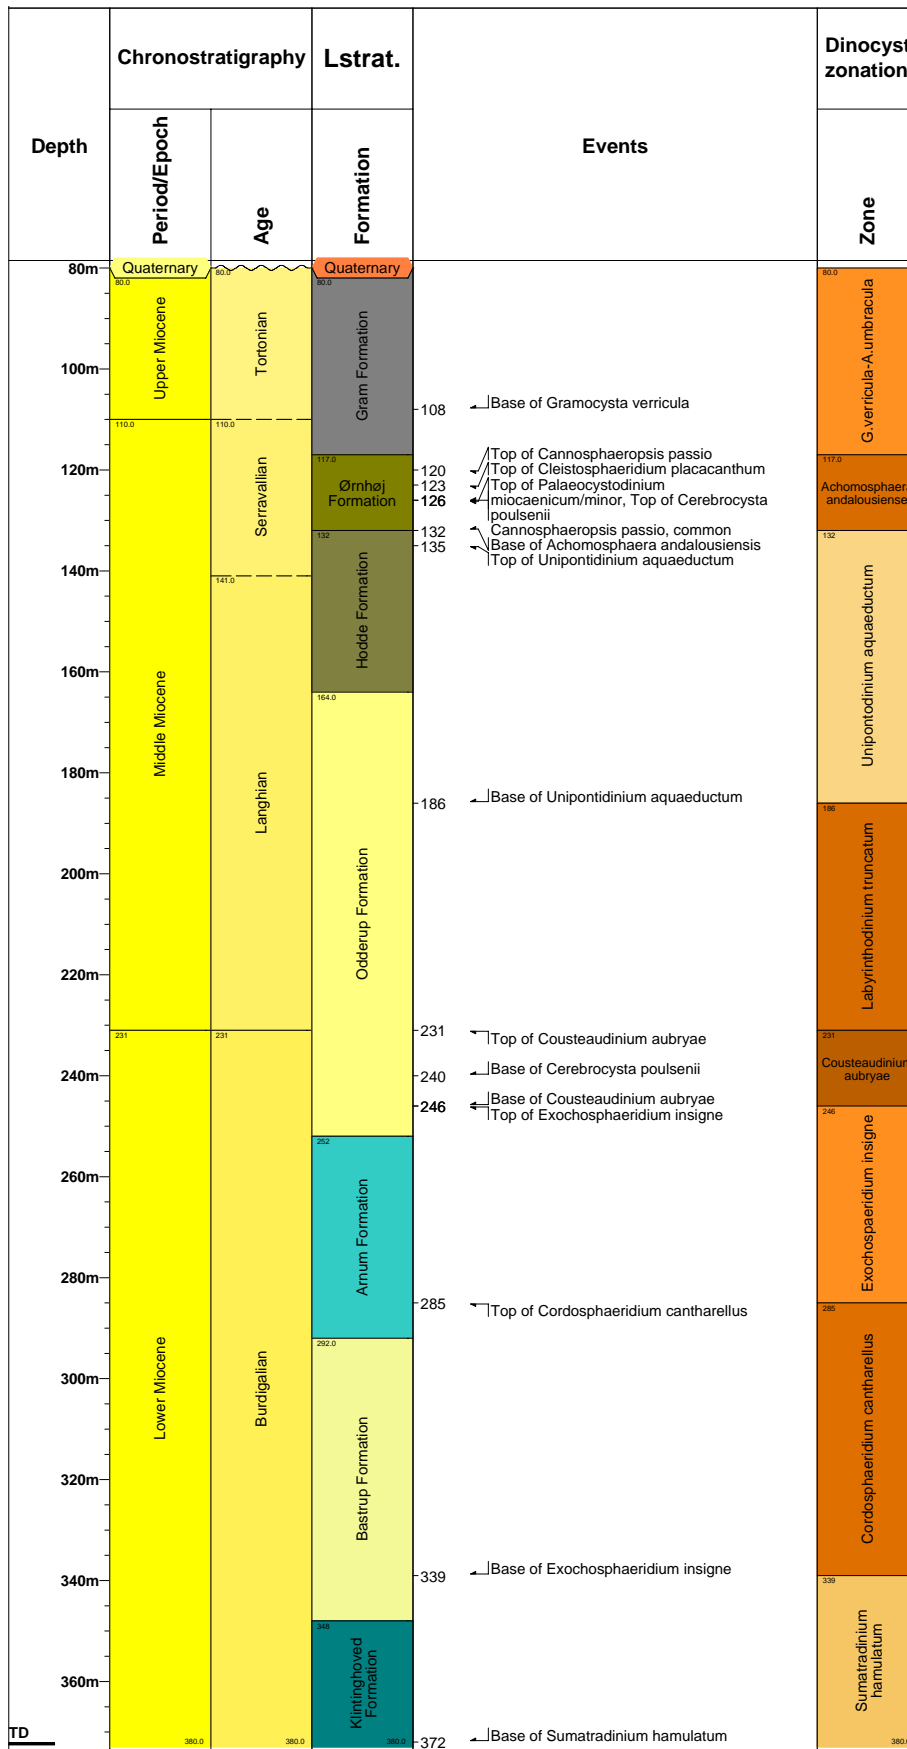 Chronostratigraphy
Lstrat.
Dinocyst
zonation
Depth
Period/Epoch
Age
Formation
Events
Zone
80m
100m
120m
140m
160m
180m
200m
220m
240m
260m
280m
300m
320m
340m
360m
TD
Quaternary
80.0
Upper Miocene
110.0
Middle Miocene
231
Lower Miocene
380.0
80.0
Tortonian
110.0
Serravallian
141.0
Langhian
231
Burdigalian
380.0
Quaternary
80.0
Gram Formation
117.0
Ørnhøj
Formation
132
Hodde Formation
164.0
Odderup Formation
252
Arnum Formation
292.0
Bastrup Formation
348
Klintinghoved
Formation
380.0
108
120
123
126
132
135
186
231
240
246
285
339
372
Base of Gramocysta verricula
Top of Cannosphaeropsis passio
Top of Cleistosphaeridium placacanthum
Top of Palaeocystodinium
miocaenicum/minor, Top of Cerebrocysta
poulsenii
Cannosphaeropsis passio, common
Base of Achomosphaera andalousiensis
Top of Unipontidinium aquaeductum
Base of Unipontidinium aquaeductum
Top of Cousteaudinium aubryae
Base of Cerebrocysta poulsenii
Base of Cousteaudinium aubryae
Top of Exochosphaeridium insigne
Top of Cordosphaeridium cantharellus
Base of Exochosphaeridium insigne
Base of Sumatradinium hamulatum
80.0
G.verricula-A.umbracula
117.0
Achomosphaera
andalousiense
132
Unipontodinium aquaeductum
186
Labyrinthodinium truncatum
231
Cousteaudinium
aubryae
246
Exochospaeridium insigne
285
Cordosphaeridium cantharellus
339
Sumatradinium
hamulatum
380.0